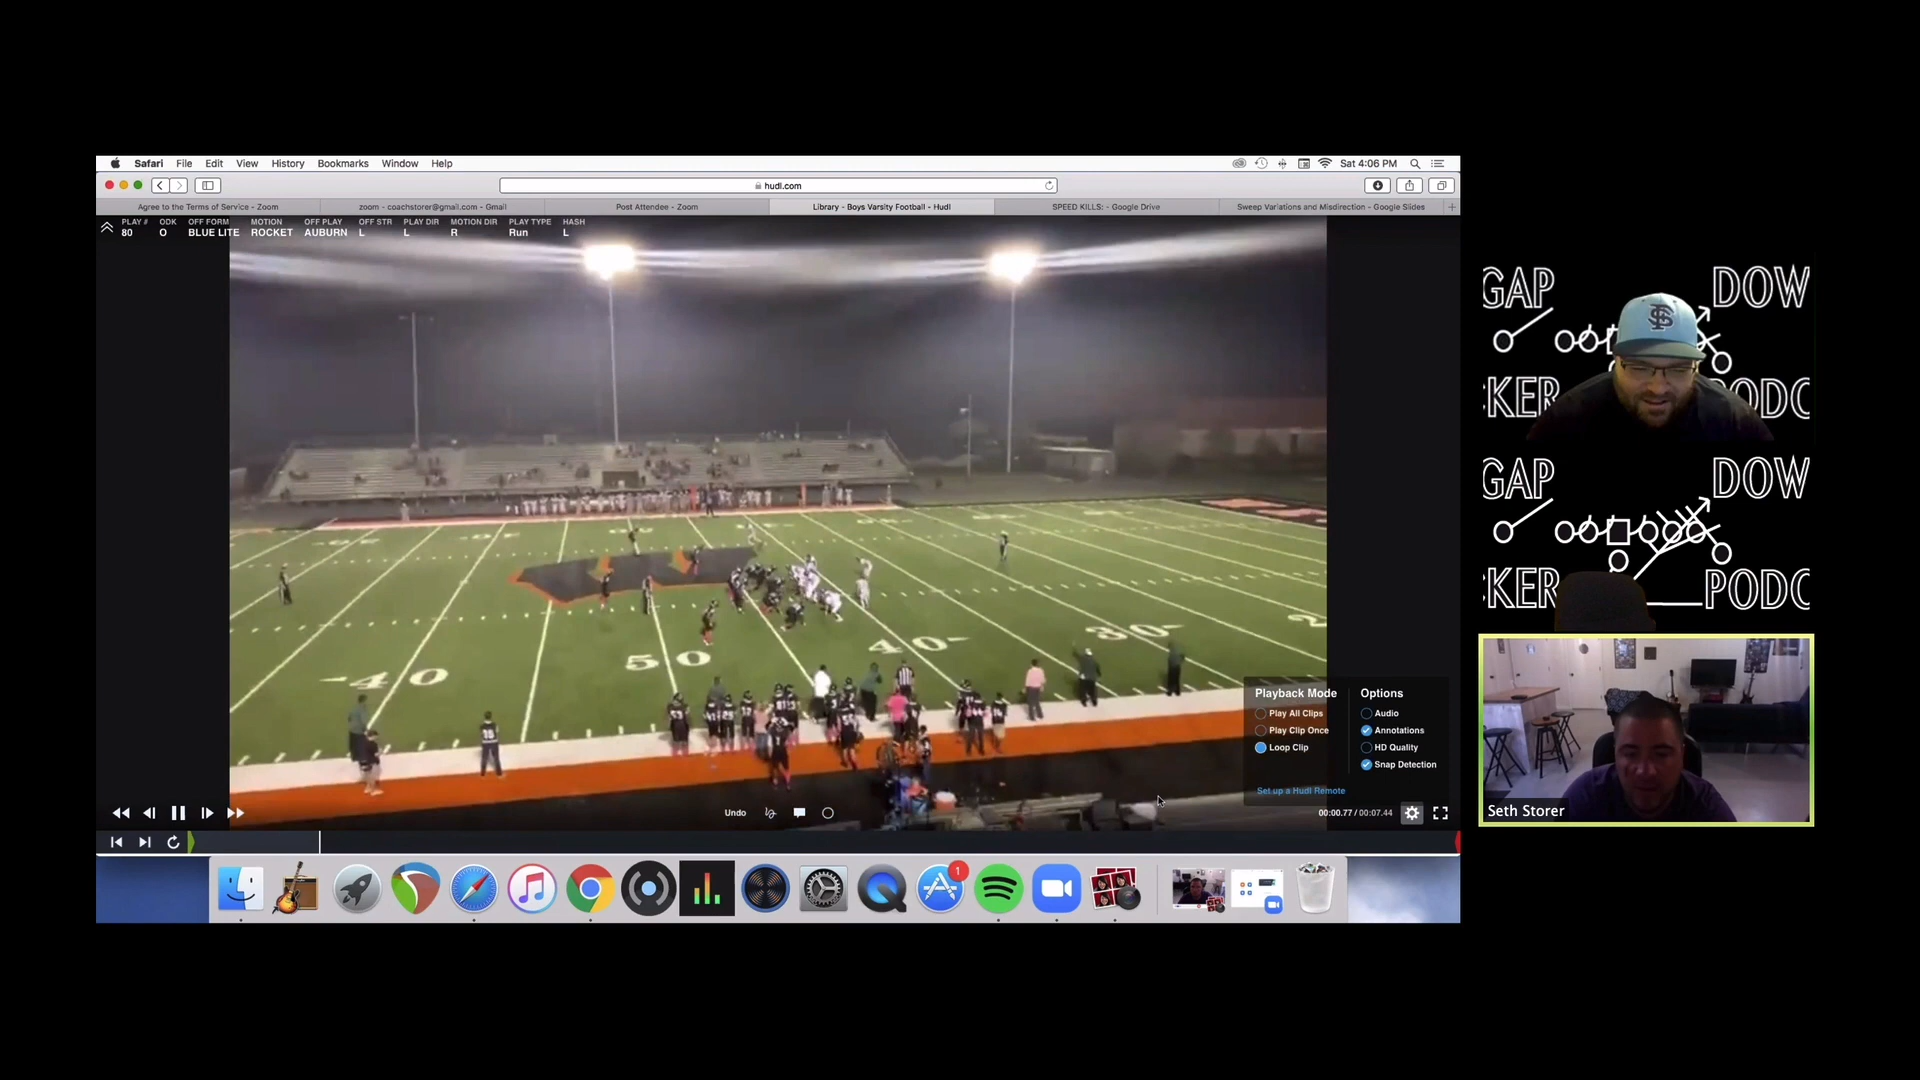 Safari File Edit View History Bookmarks Window Help
Sat 4:06 PM
hudl.com
Agree to the Terms of Service - Zoom
zoom - coachstorer@gmail.com - Gmail
Post Attendee - Zoom
Library - Boys Varsity Football - Hudl
SPEED KILLS: - Google Drive
Sweep Variations and Misdirection - Google Slides
PLAY # ODK OFF FORM MOTION OFF PLAY OFF STR PLAY DIR MOTION DIR PLAY TYPE HASH
80 O BLUE LITE ROCKET AUBURN L L R Run L
GAP DOW
KER PODC
GAP DOW
CKER PODC
-40
50
40-
30-
2
Playback Mode Options
Play All Clips Audio
Play Clip Once Annotations
Loop Clip HD Quality
Snap Detection
Set up a Hudl Remote
Undo
00:00.77 / 00:07.44
1
Seth Storer